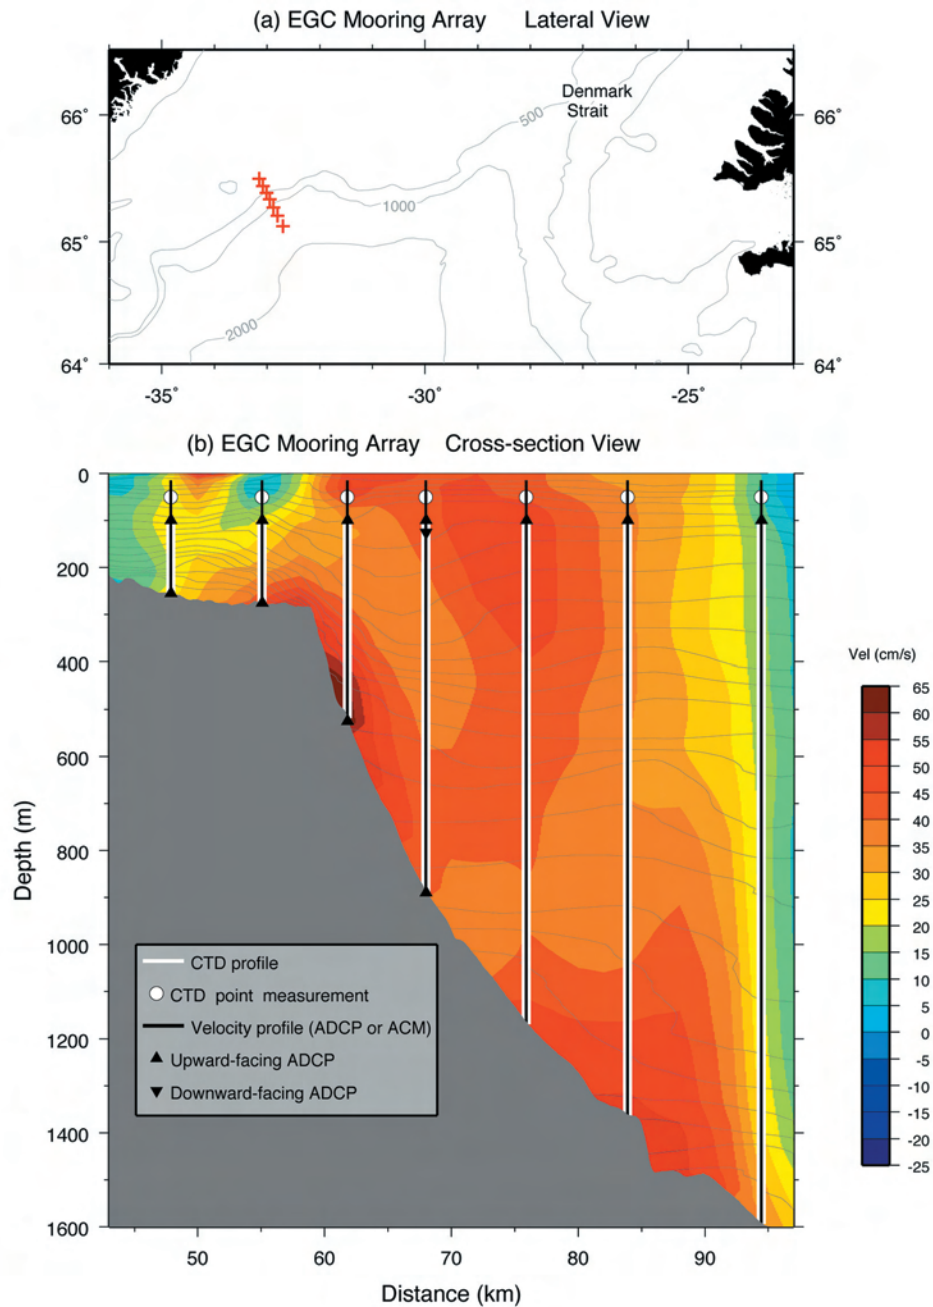 (a) EGC Mooring Array Lateral View
Denmark
Strait
500
1000
2000
66˚ 66˚
65˚ 65˚
64˚ 64˚
-35˚ -30˚ -25˚
(b) EGC Mooring Array Cross-section View
0
200
400
600
800
1000
1200
1400
1600
Depth (m)
CTD profile
CTD point measurement
Velocity profile (ADCP or ACM)
Upward-facing ADCP
Downward-facing ADCP
50 60 70 80 90
Distance (km)
Vel (cm/s)
65
60
55
50
45
40
35
30
25
20
15
10
5
0
-5
-10
-15
-20
-25